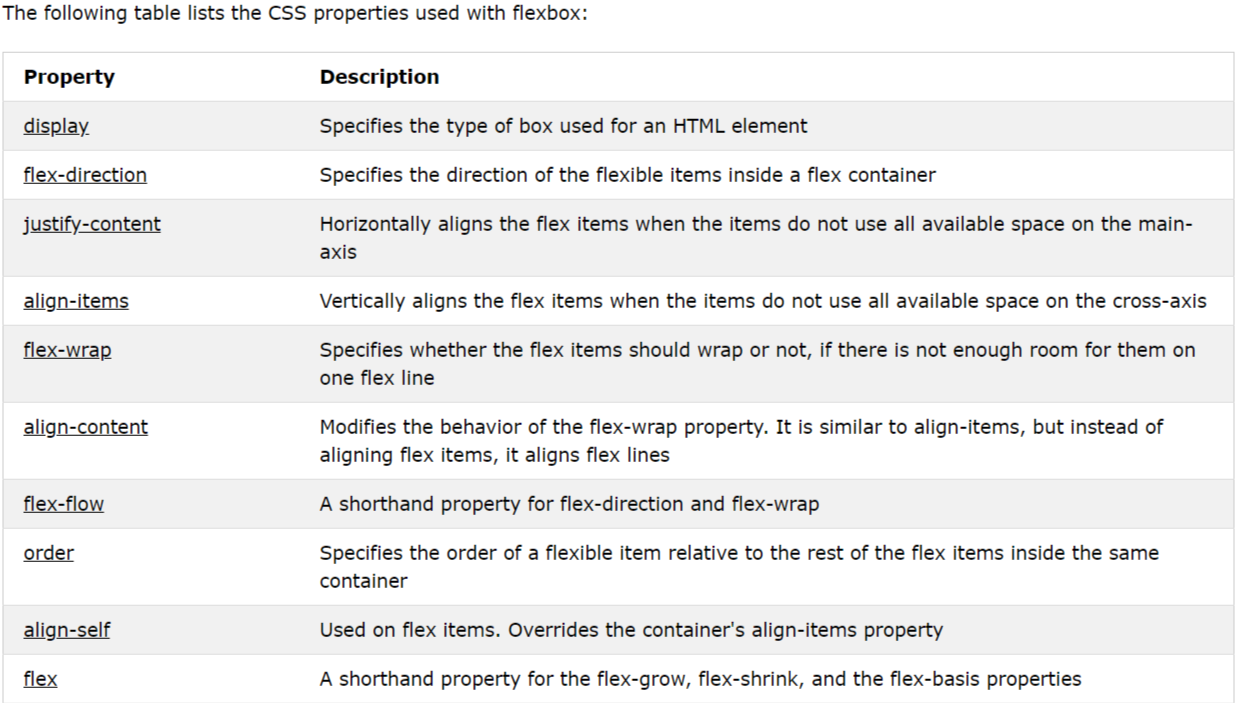 The following table lists the CSS properties used with flexbox:
Property Description
display Specifies the type of box used for an HTML element
flex-direction Specifies the direction of the flexible items inside a flex container
justify-content Horizontally aligns the flex items when the items do not use all available space on the main-
axis
align-items Vertically aligns the flex items when the items do not use all available space on the cross-axis
flex-wrap Specifies whether the flex items should wrap or not, if there is not enough room for them on
one flex line
align-content Modifies the behavior of the flex-wrap property. It is similar to align-items, but instead of
aligning flex items, it aligns flex lines
flex-flow A shorthand property for flex-direction and flex-wrap
order Specifies the order of a flexible item relative to the rest of the flex items inside the same
container
align-self Used on flex items. Overrides the container's align-items property
flex A shorthand property for the flex-grow, flex-shrink, and the flex-basis properties